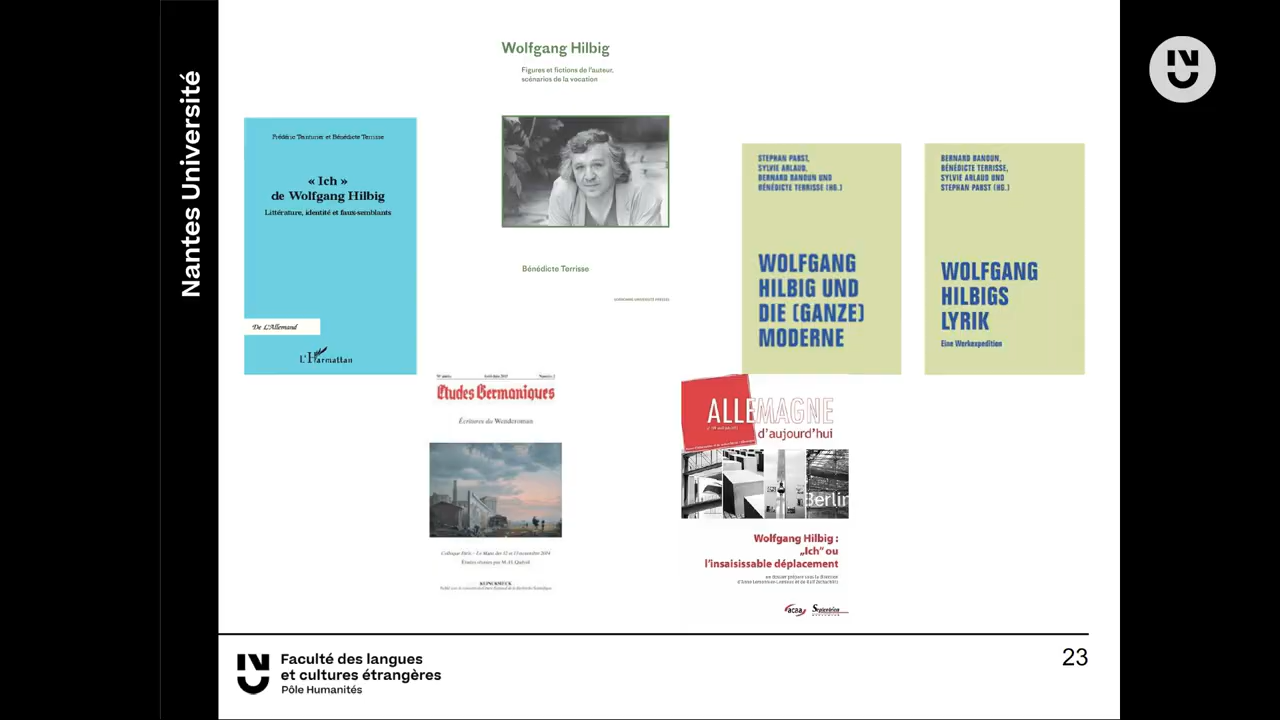 Nantes Université
Wolfgang Hilbig
Figures et fictions de l'auteur,
scénarios de la vocation
Bénédicte Terrisse
Frédéric Teinturier et Bénédicte Terrisse
« Ich »
de Wolfgang Hilbig
Littérature, identité et faux-semblants
De L'Allemand
L'Harmattan
STEPHAN PABST,
SYLVIE ARLAUD,
BERNARD BANOUN UND
BÉNÉDICTE TERRISSE (HG.)
WOLFGANG
HILBIG UND
DIE (GANZE)
MODERNE
BERNARD BANOUN,
BÉNÉDICTE TERRISSE,
SYLVIE ARLAUD UND
STEPHAN PABST (HG.)
WOLFGANG
HILBIGS
LYRIK
Eine Werkexpedition
Études Germaniques
Écritures du Wenderoman
KLINCKSIECK
ALLEMAGNE
d'aujourd'hui
Berlin
Wolfgang Hilbig :
„Ich" ou
l'insaisissable déplacement
acaa
Septentrion
Faculté des langues
et cultures étrangères
Pôle Humanités
23